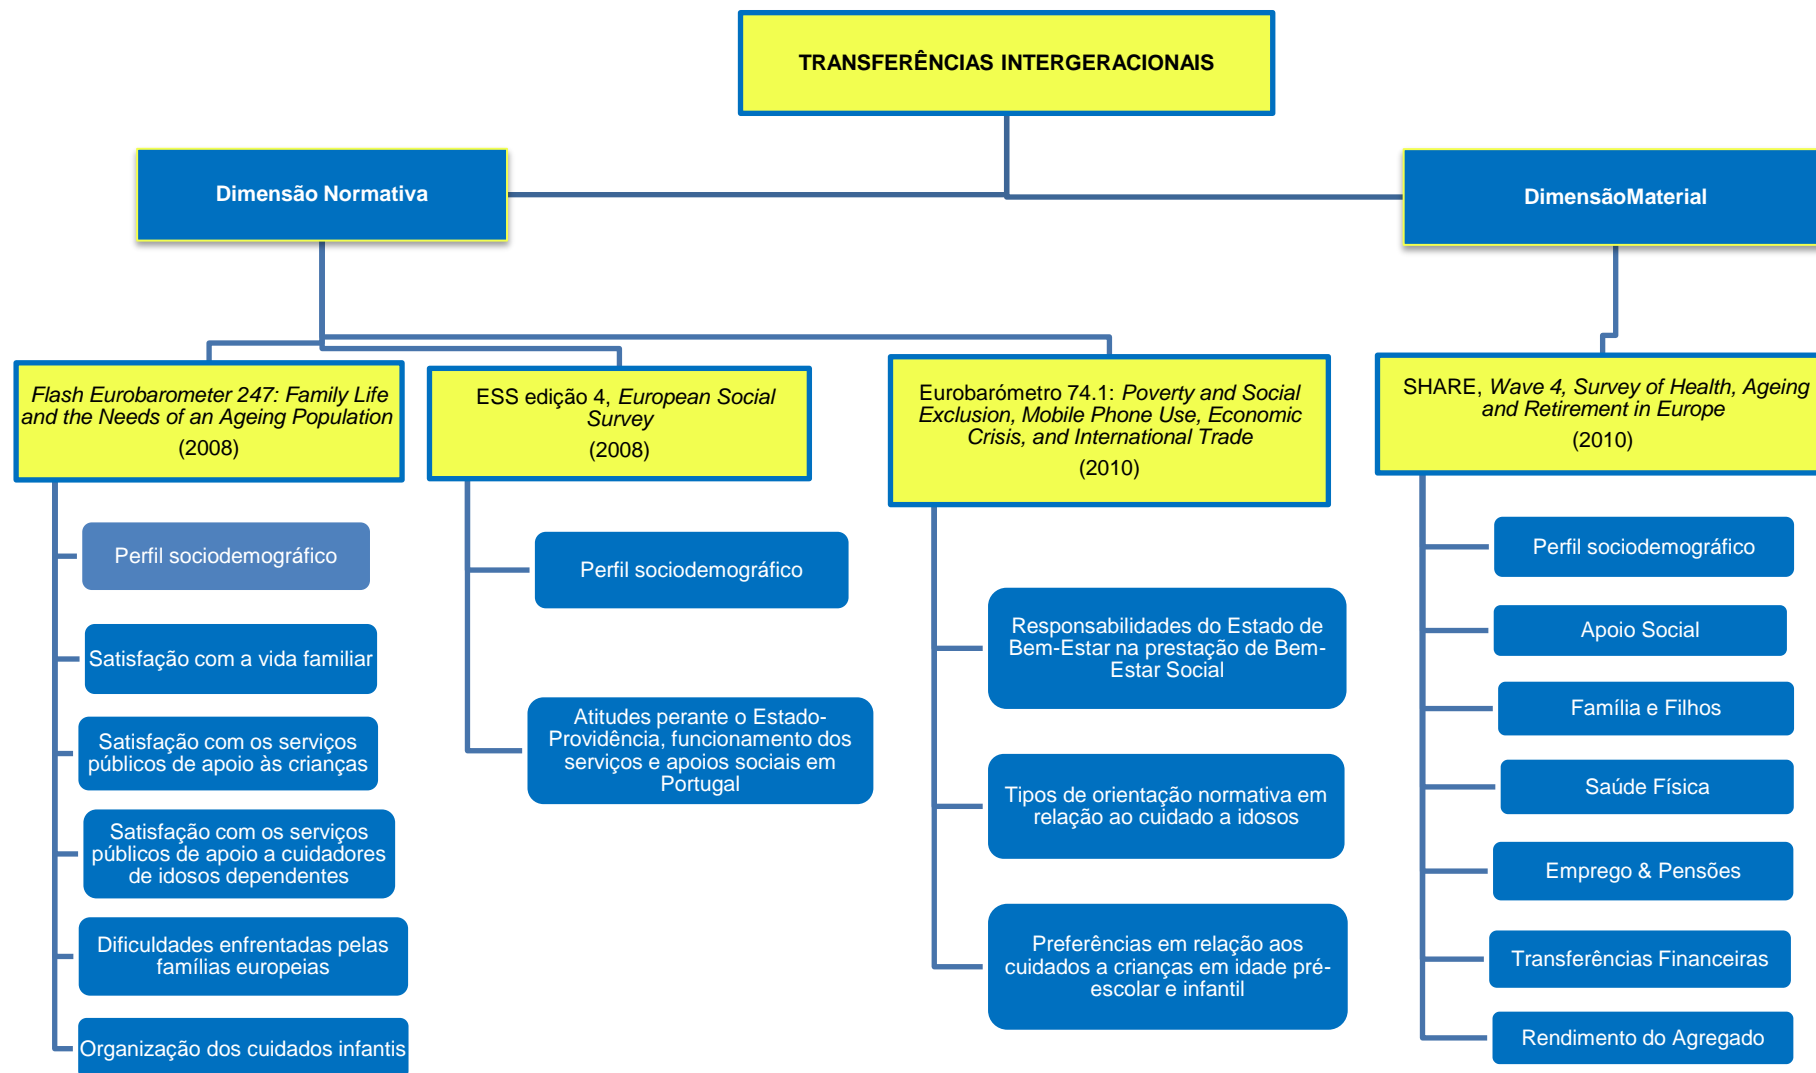 TRANSFERÊNCIAS INTERGERACIONAIS
Dimensão Normativa
DimensãoMaterial
Flash Eurobarometer 247: Family Life
and the Needs of an Ageing Population
(2008)
ESS edição 4, European Social
Survey
(2008)
Eurobarómetro 74.1: Poverty and Social
Exclusion, Mobile Phone Use, Economic
Crisis, and International Trade
(2010)
SHARE, Wave 4, Survey of Health, Ageing
and Retirement in Europe
(2010)
Perfil sociodemográfico
Satisfação com a vida familiar
Satisfação com os serviços
públicos de apoio às crianças
Satisfação com os serviços
públicos de apoio a cuidadores
de idosos dependentes
Dificuldades enfrentadas pelas
famílias europeias
Organização dos cuidados infantis
Perfil sociodemográfico
Atitudes perante o Estado-
Providência, funcionamento dos
serviços e apoios sociais em
Portugal
Responsabilidades do Estado de
Bem-Estar na prestação de Bem-
Estar Social
Tipos de orientação normativa em
relação ao cuidado a idosos
Preferências em relação aos
cuidados a crianças em idade pré-
escolar e infantil
Perfil sociodemográfico
Apoio Social
Família e Filhos
Saúde Física
Emprego & Pensões
Transferências Financeiras
Rendimento do Agregado